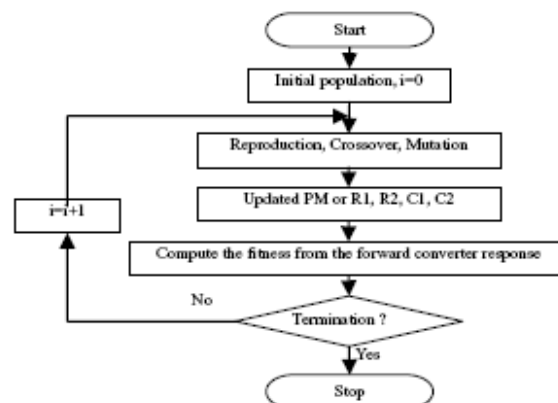 Start
Initial population, i=0
Reproduction, Crossover, Mutation
Updated PM or R1, R2, C1, C2
i=i+1
Compute the fitness from the forward converter response
No
Termination ?
Yes
Stop